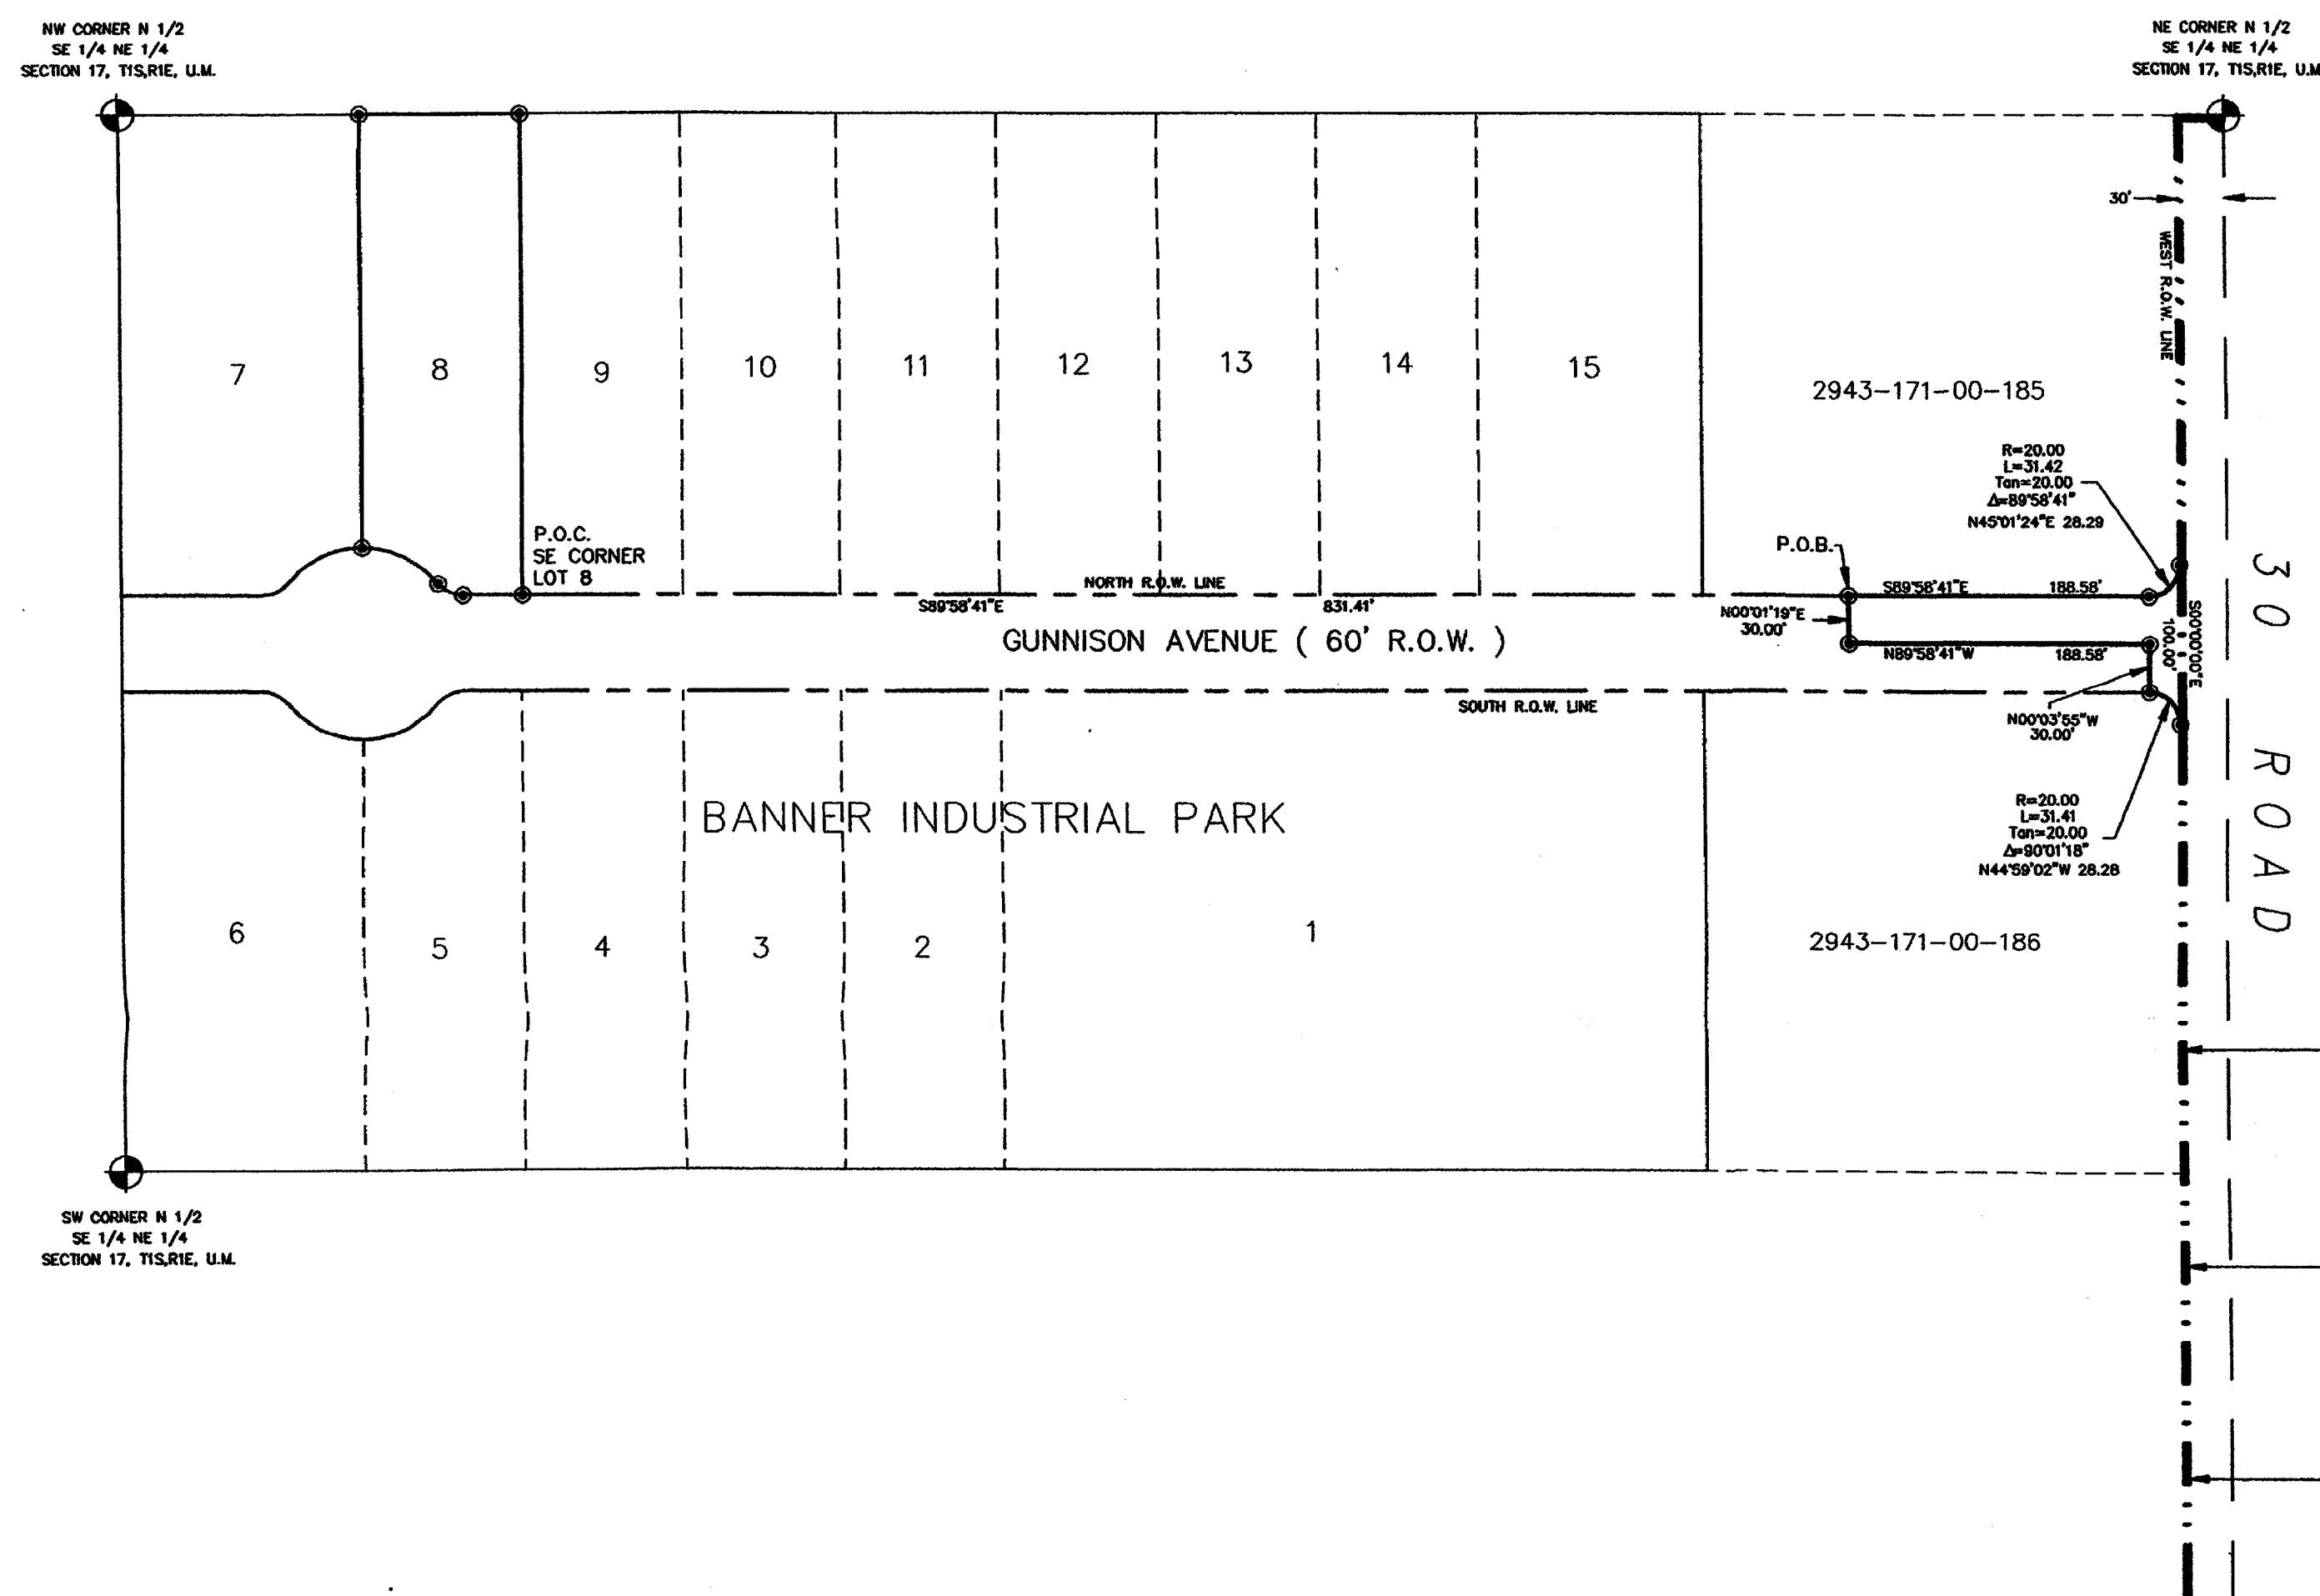 NW CORNER N 1/2
SE 1/4 NE 1/4
SECTION 17, T1S,R1E, U.M.
NE CORNER N 1/2
SE 1/4 NE 1/4
SECTION 17, T1S,R1E, U.M
30'
WEST R.O.W. LINE
7
8
9
10
11
12
13
14
15
2943-171-00-185
R=20.00
L=31.42
Tan=20.00
Δ=89°58'41"
N45°01'24"E 28.29
P.O.C.
SE CORNER
LOT 8
P.O.B.
NORTH R.O.W. LINE
S89°58'41"E
831.41'
S89°58'41"E
188.58'
N00°01'19"E
30.00'
GUNNISON AVENUE ( 60' R.O.W. )
N89°58'41"W
188.58'
S00°00'00"E
100.00'
30 ROAD
SOUTH R.O.W. LINE
N00°03'55"W
30.00'
BANNER INDUSTRIAL PARK
R=20.00
L=31.41
Tan=20.00
Δ=90°01'18"
N44°59'02"W 28.28
6
5
4
3
2
1
2943-171-00-186
SW CORNER N 1/2
SE 1/4 NE 1/4
SECTION 17, T1S,R1E, U.M.